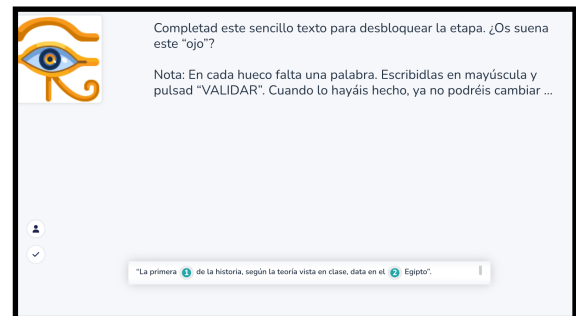 Completad este sencillo texto para desbloquear la etapa. ¿Os suena
este “ojo”?
Nota: En cada hueco falta una palabra. Escribidlas en mayúscula y
pulsad “VALIDAR”. Cuando lo hayáis hecho, ya no podréis cambiar ...
“La primera 1 de la historia, según la teoría vista en clase, data en el 2 Egipto”.